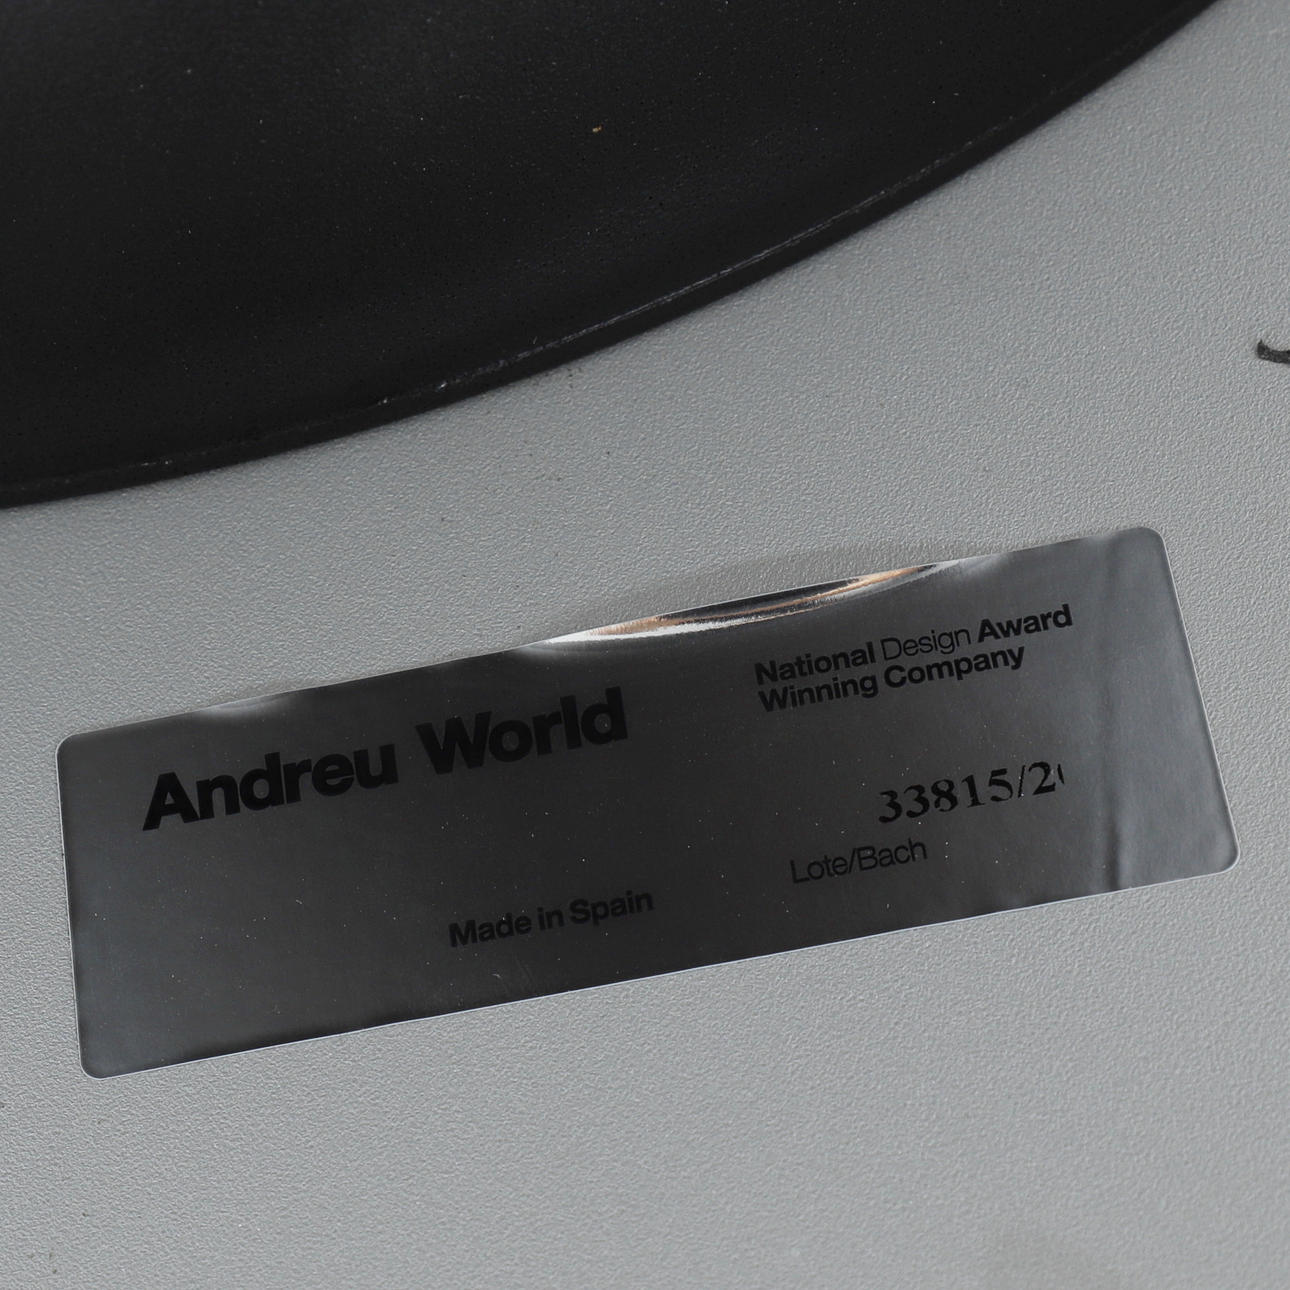 Andreu World
National Design Award
Winning Company
33815/2
Lote/Bach
Made in Spain